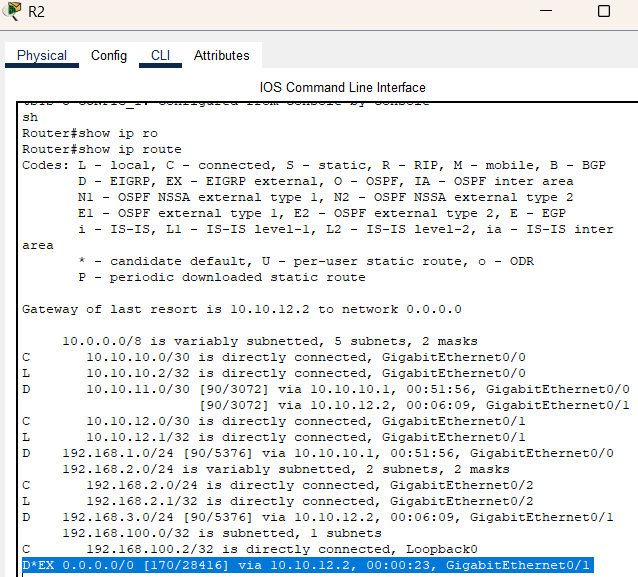 R2
Physical Config CLI Attributes
IOS Command Line Interface
sh
Router#show ip ro
Router#show ip route
Codes: L - local, C - connected, S - static, R - RIP, M - mobile, B - BGP
D - EIGRP, EX - EIGRP external, O - OSPF, IA - OSPF inter area
N1 - OSPF NSSA external type 1, N2 - OSPF NSSA external type 2
E1 - OSPF external type 1, E2 - OSPF external type 2, E - EGP
i - IS-IS, L1 - IS-IS level-1, L2 - IS-IS level-2, ia - IS-IS inter
area
* - candidate default, U - per-user static route, o - ODR
P - periodic downloaded static route
Gateway of last resort is 10.10.12.2 to network 0.0.0.0
10.0.0.0/8 is variably subnetted, 5 subnets, 2 masks
C 10.10.10.0/30 is directly connected, GigabitEthernet0/0
L 10.10.10.2/32 is directly connected, GigabitEthernet0/0
D 10.10.11.0/30 [90/3072] via 10.10.10.1, 00:51:56, GigabitEthernet0/0
[90/3072] via 10.10.12.2, 00:06:09, GigabitEthernet0/1
C 10.10.12.0/30 is directly connected, GigabitEthernet0/1
L 10.10.12.1/32 is directly connected, GigabitEthernet0/1
D 192.168.1.0/24 [90/5376] via 10.10.10.1, 00:51:56, GigabitEthernet0/0
192.168.2.0/24 is variably subnetted, 2 subnets, 2 masks
C 192.168.2.0/24 is directly connected, GigabitEthernet0/2
L 192.168.2.1/32 is directly connected, GigabitEthernet0/2
D 192.168.3.0/24 [90/5376] via 10.10.12.2, 00:06:09, GigabitEthernet0/1
192.168.100.0/32 is subnetted, 1 subnets
C 192.168.100.2/32 is directly connected, Loopback0
D*EX 0.0.0.0/0 [170/28416] via 10.10.12.2, 00:00:23, GigabitEthernet0/1